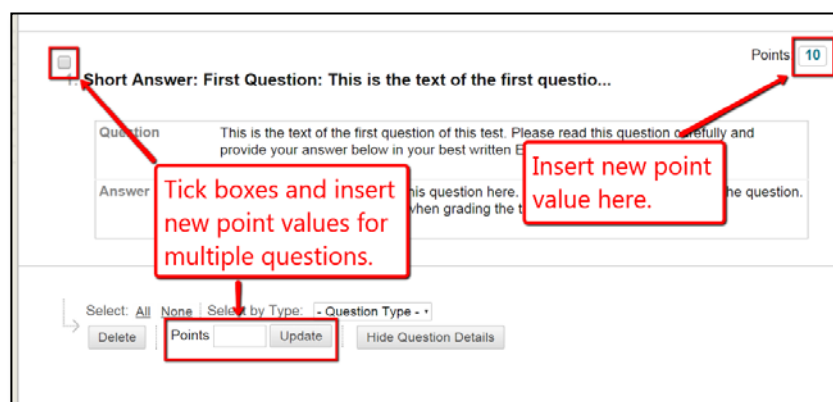 Points 10
1. Short Answer: First Question: This is the text of the first questio...
Question
This is the text of the first question of this test. Please read this question carefully and
provide your answer below in your best written E
Insert new point
value here.
Answer
his question here.
he question.
hen grading the t
Tick boxes and insert
new point values for
multiple questions.
Select: All None Select by Type: - Question Type -
Delete Points Update Hide Question Details